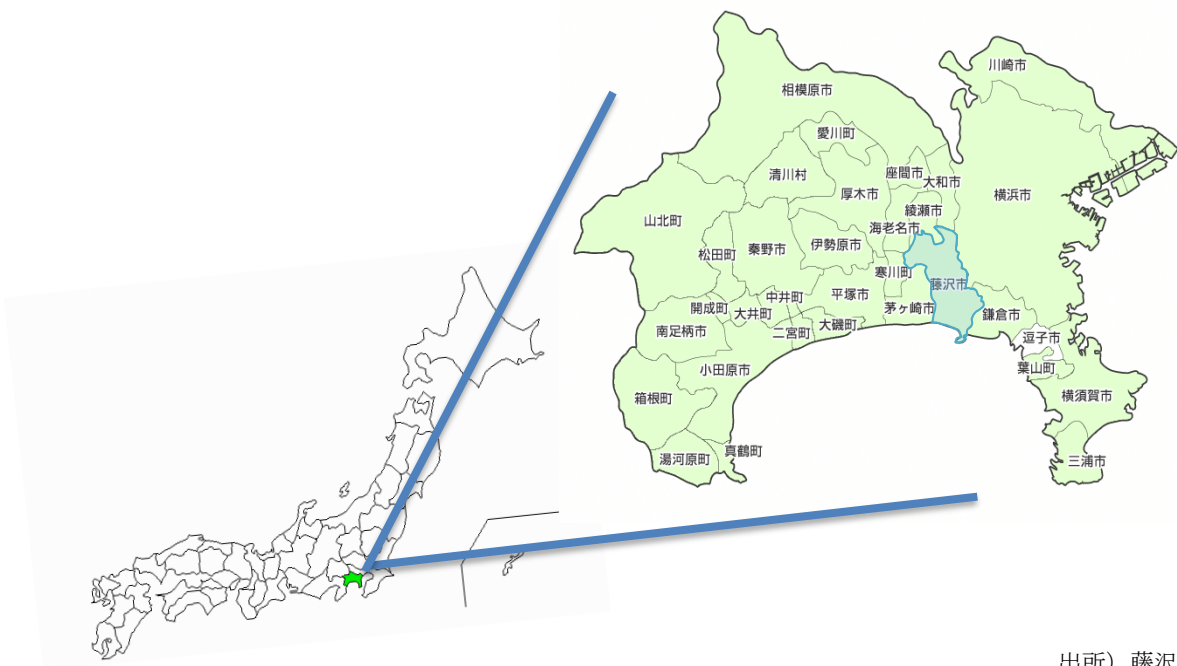 川崎市
相模原市
愛川町
清川村
座間市
大和市
厚木市
横浜市
綾瀬市
山北町
海老名市
伊勢原市
秦野市
松田町
寒川町
藤沢市
中井町
平塚市
開成町
大井町
茅ヶ崎市
鎌倉市
南足柄市
二宮町
大磯町
逗子市
小田原市
葉山町
箱根町
横須賀市
真鶴町
湯河原町
三浦市
出所）藤沢